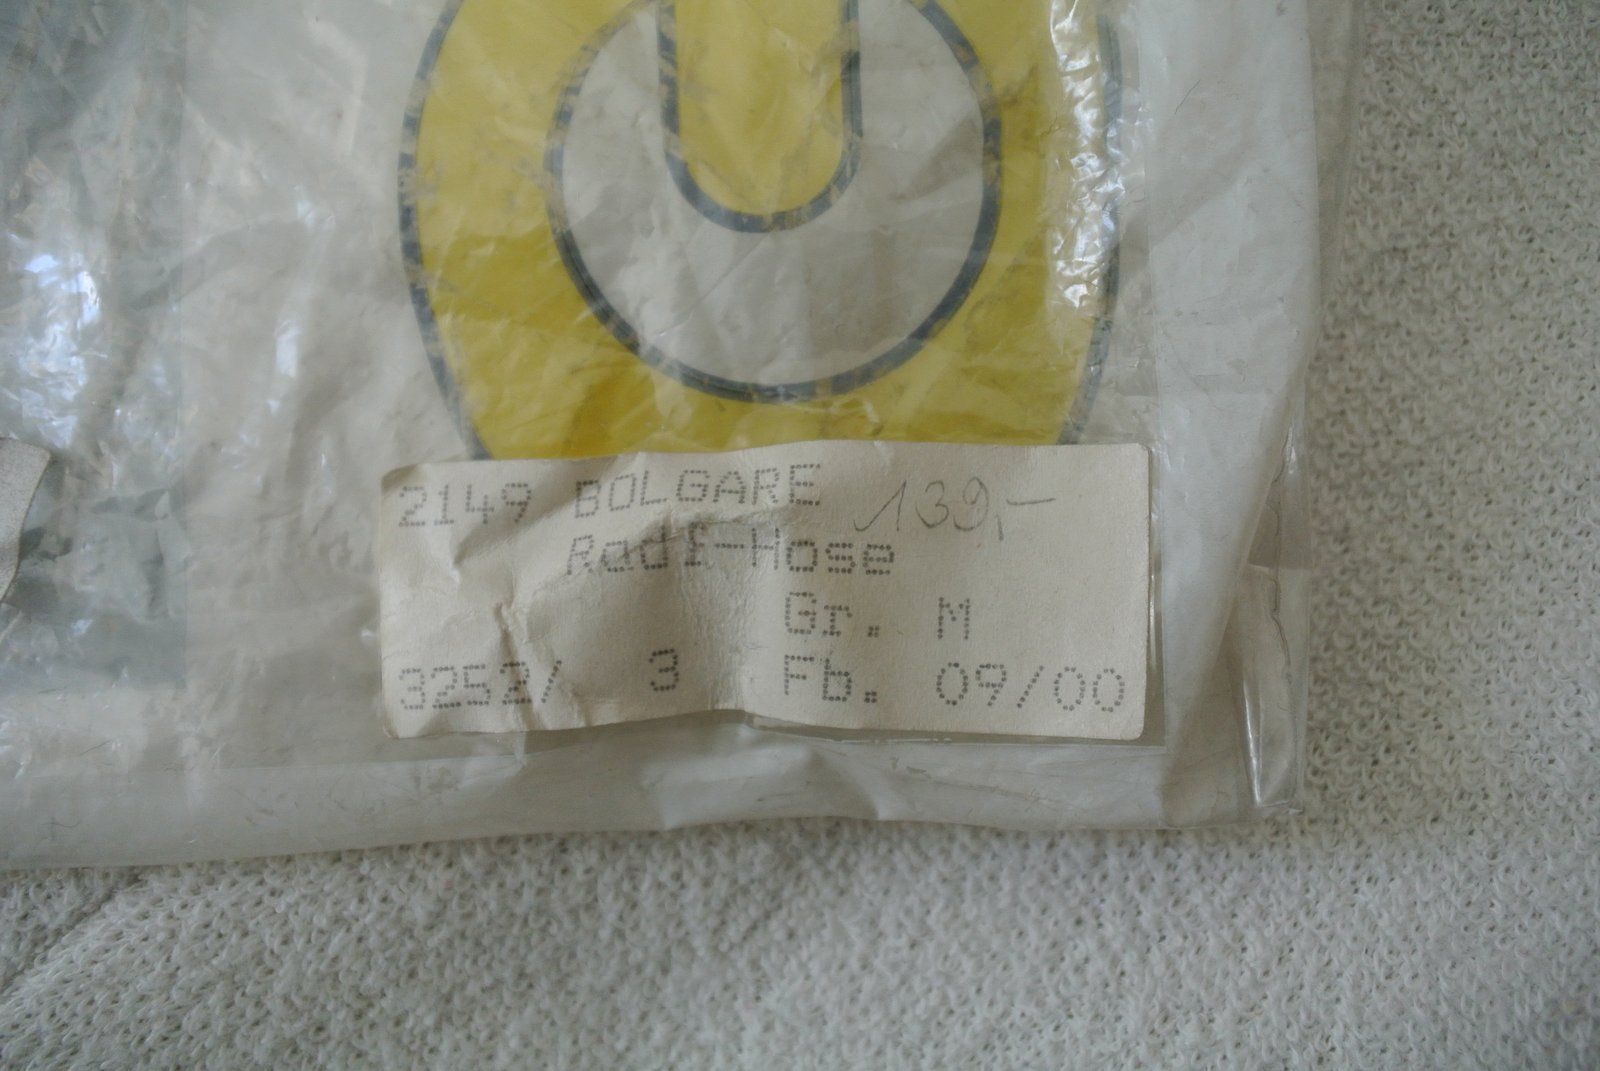 2149 BOLGARE 139,-
Radl-Hose
Gr. M
3252/ 3 Fb. 09/00